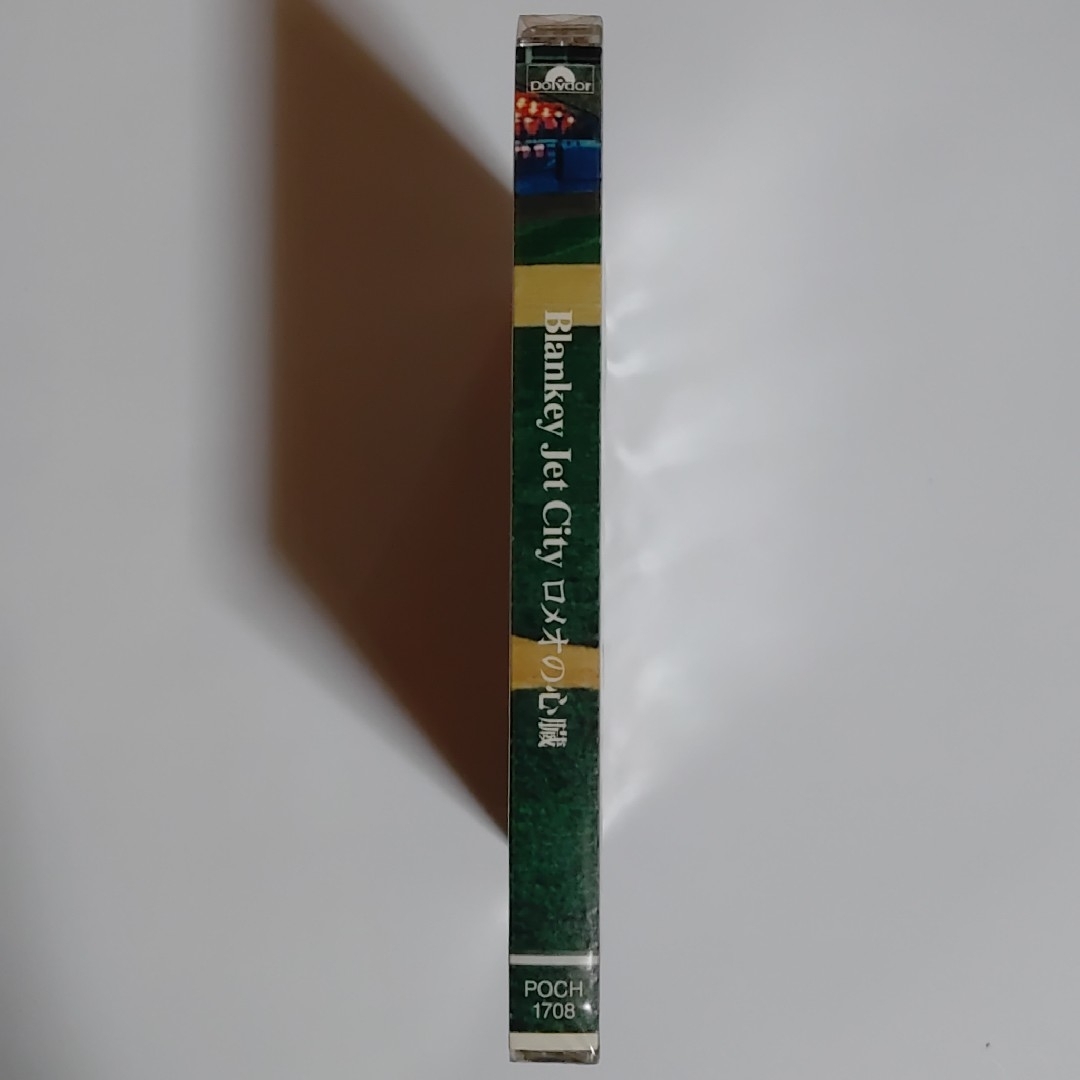 polydor
Blankey Jet City ロメオの心臓
POCH
1708